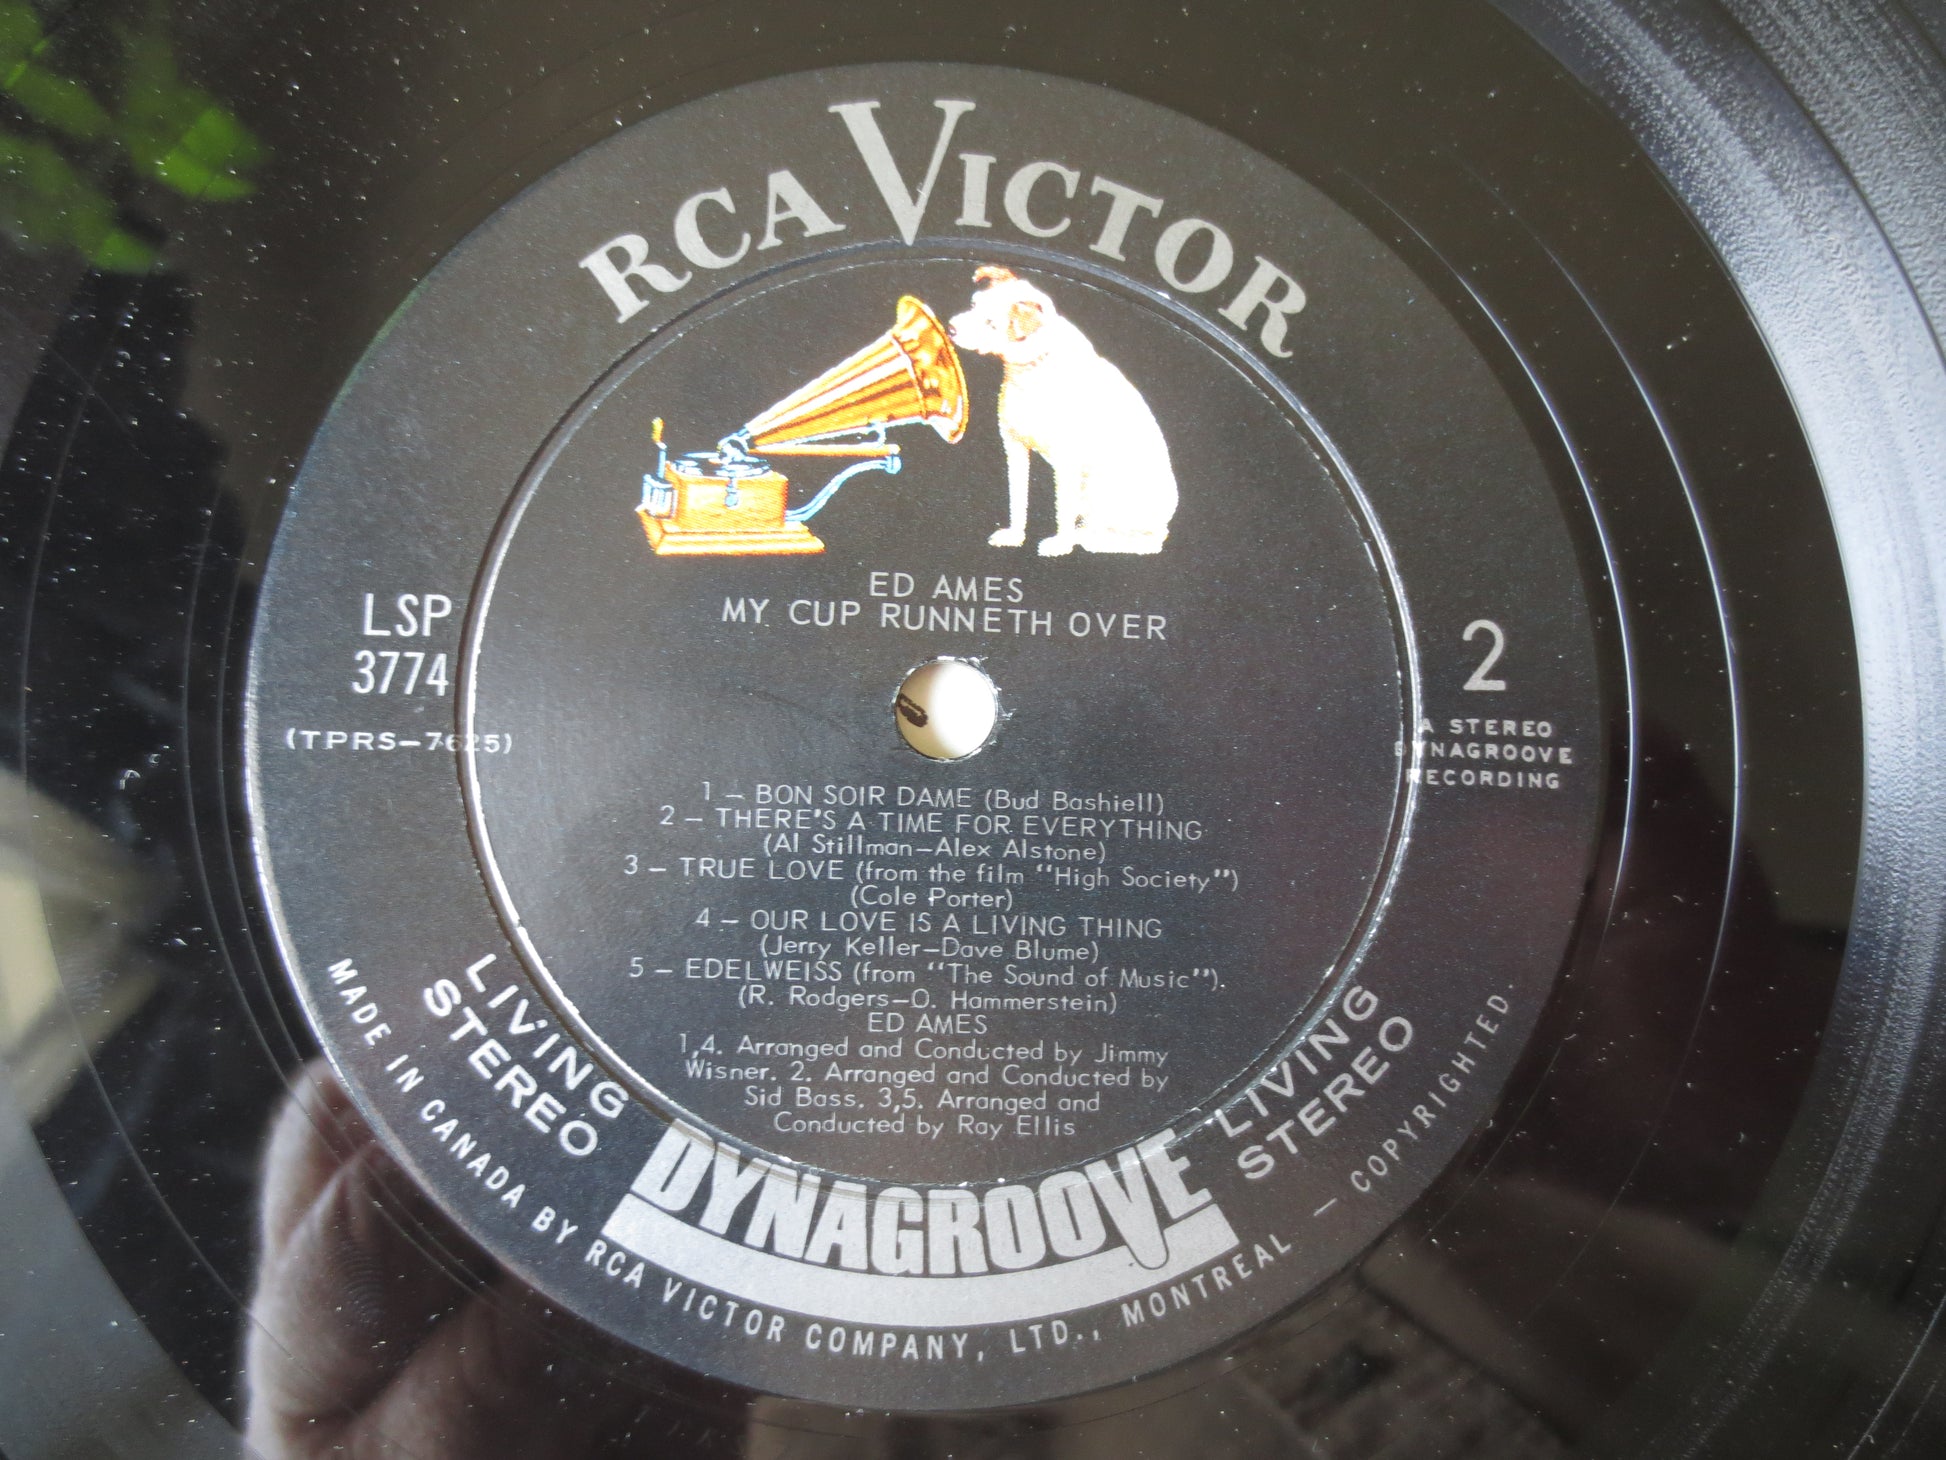 RCA VICTOR
ED AMES
MY CUP RUNNETH OVER
LSP
3774
(TPRS-7625)
2
A STEREO
DYNAGROOVE
RECORDING
1 - BON SOIR DAME (Bud Bashiell)
2 - THERE'S A TIME FOR EVERYTHING
(Al Stillman-Alex Alstone)
3 - TRUE LOVE (from the film "High Society")
(Cole Porter)
4 - OUR LOVE IS A LIVING THING
(Jerry Keller-Dave Blume)
5 - EDELWEISS (from "The Sound of Music").
(R. Rodgers-O. Hammerstein)
ED AMES
1,4. Arranged and Conducted by Jimmy
Wisner. 2. Arranged and Conducted by
Sid Bass. 3,5. Arranged and
Conducted by Ray Ellis
LIVING
STEREO
DYNAGROOVE
LIVING
STEREO
MADE IN CANADA BY RCA VICTOR COMPANY, LTD., MONTREAL - COPYRIGHTED.